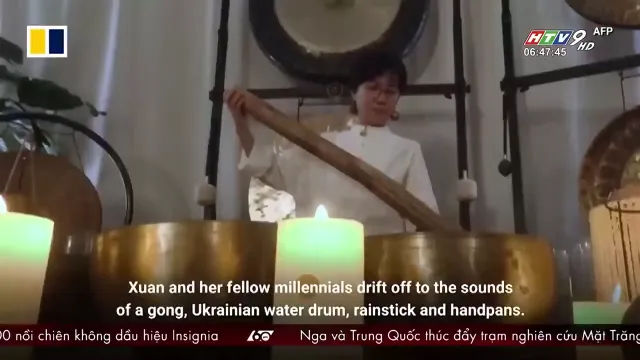 HTV9 HD
AFP
06:47:45
Xuan and her fellow millennials drift off to the sounds
of a gong, Ukrainian water drum, rainstick and handpans.
00 nồi chiên không dầu hiệu Insignia
60
Nga và Trung Quốc thúc đẩy trạm nghiên cứu Mặt Trăng